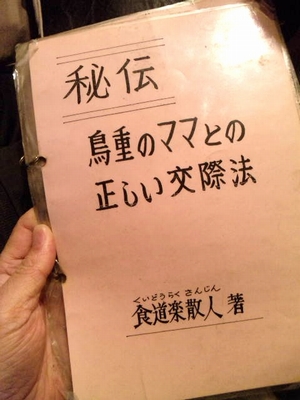 秘伝
鳥重のママとの
正しい交際法
くいどうらく さんじん
食道楽散人 著